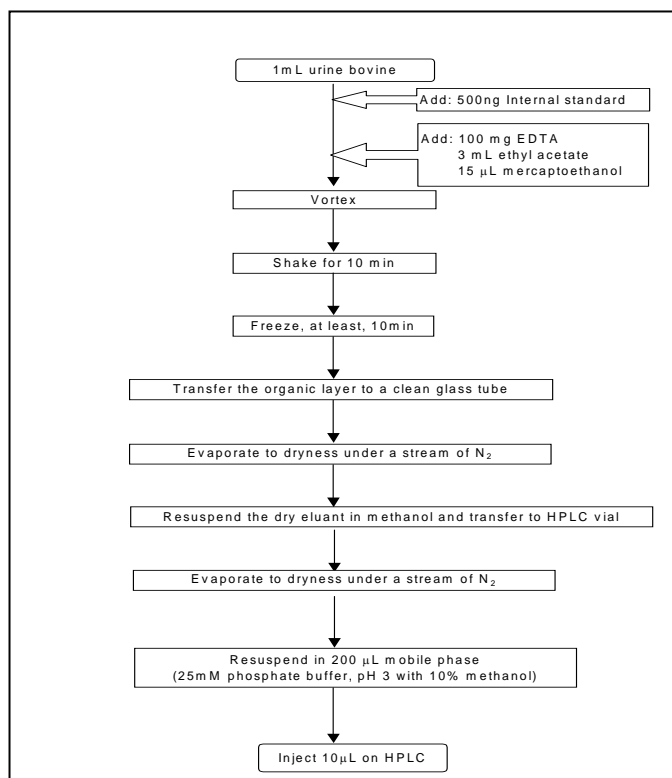 1mL urine bovine
Add: 500ng Internal standard
Add: 100 mg EDTA
3 mL ethyl acetate
15 µL mercaptoethanol
Vortex
Shake for 10 min
Freeze, at least, 10min
Transfer the organic layer to a clean glass tube
Evaporate to dryness under a stream of N₂
Resuspend the dry eluant in methanol and transfer to HPLC vial
Evaporate to dryness under a stream of N₂
Resuspend in 200 µL mobile phase
(25mM phosphate buffer, pH 3 with 10% methanol)
Inject 10µL on HPLC